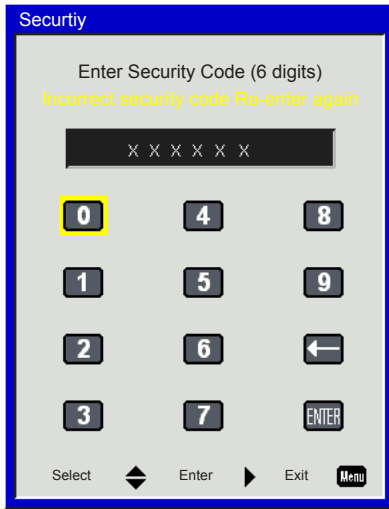 Securtiy
Enter Security Code (6 digits)
Incorrect security code Re-enter again
X X X X X X
0 4 8
1 5 9
2 6
3 7 ENTER
Select Enter Exit Menu